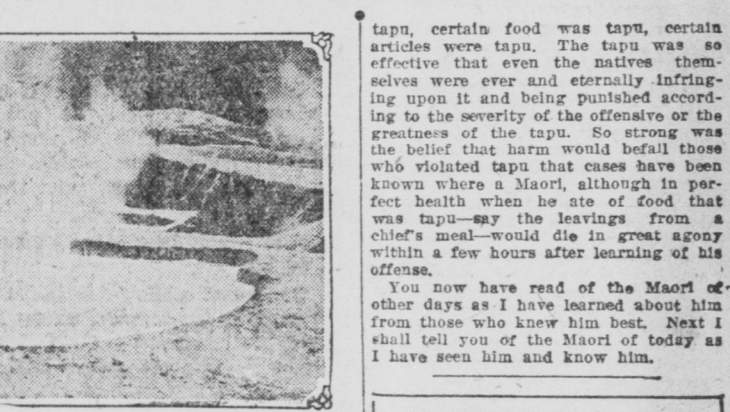 tapu, certain food was tapu, certain
articles were tapu. The tapu was so
effective that even the natives them-
selves were ever and eternally infring-
ing upon it and being punished accord-
ing to the severity of the offensive or the
greatness of the tapu. So strong was
the belief that harm would befall those
who violated tapu that cases have been
known where a Maori, although in per-
fect health when he ate of food that
was tapu—say the leavings from a
chief's meal—would die in great agony
within a few hours after learning of his
offense.
You now have read of the Maori of
other days as I have learned about him
from those who knew him best. Next I
shall tell you of the Maori of today as
I have seen him and know him.